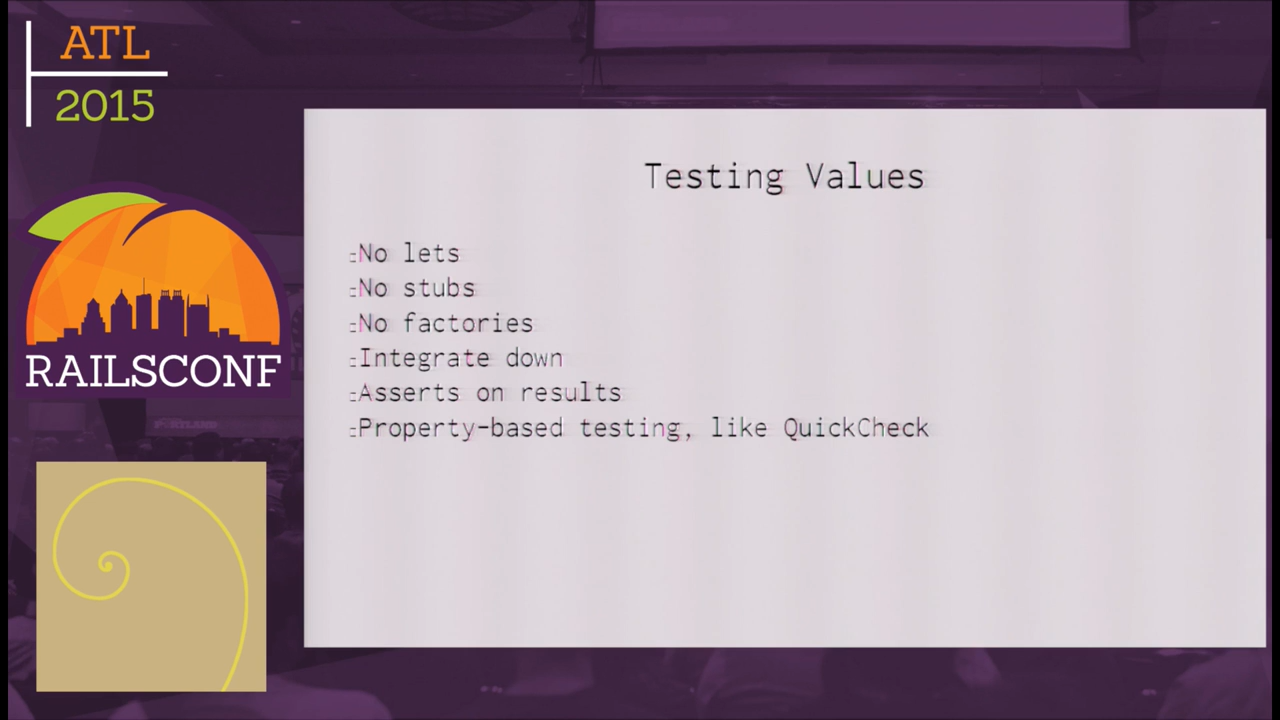 ATL
2015
RAILSCONF
Testing Values
No lets
No stubs
No factories
Integrate down
Asserts on results
Property-based testing, like QuickCheck
PORTLAND